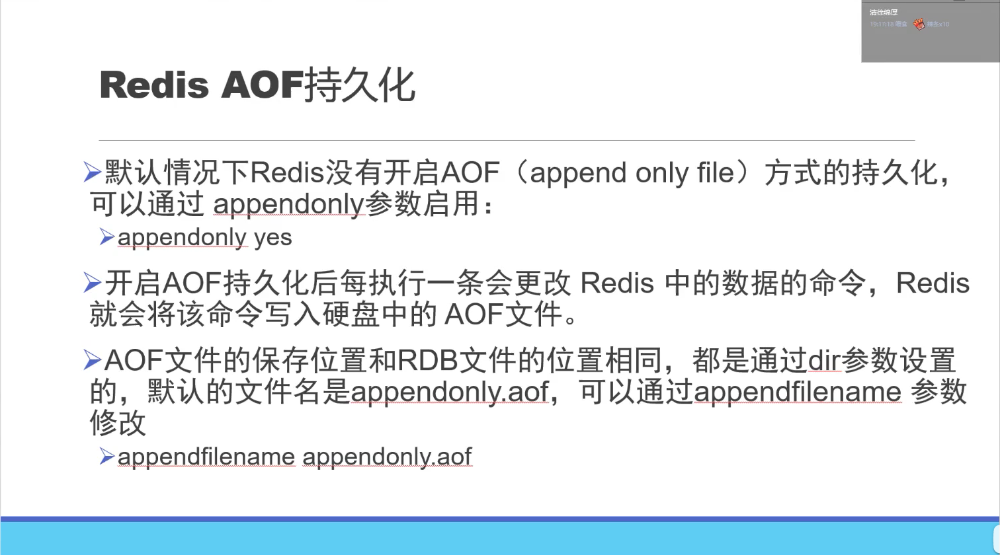 清徐绵厚
19:17:18
辣条x10
Redis AOF持久化
默认情况下Redis没有开启AOF（append only file）方式的持久化，
可以通过 appendonly参数启用：
appendonly yes
开启AOF持久化后每执行一条会更改 Redis 中的数据的命令，Redis
就会将该命令写入硬盘中的 AOF文件。
AOF文件的保存位置和RDB文件的位置相同，都是通过dir参数设置
的，默认的文件名是appendonly.aof，可以通过appendfilename 参数
修改
appendfilename appendonly.aof